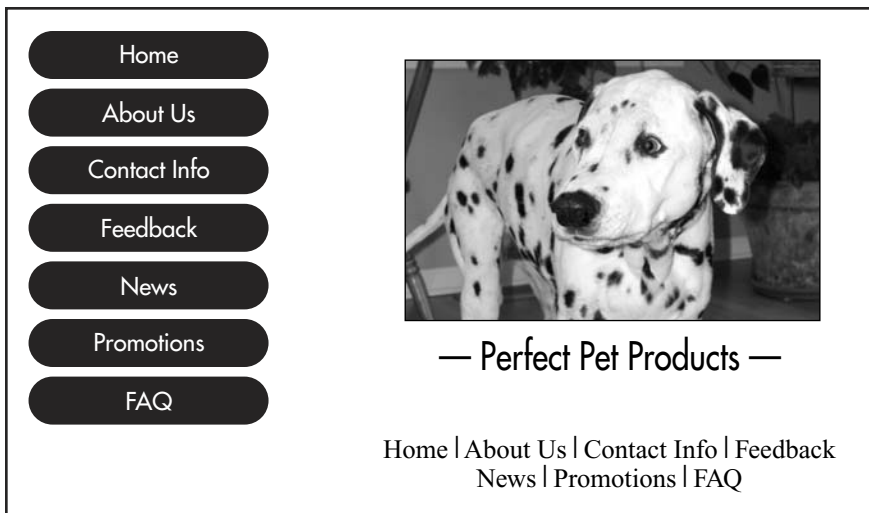 Home
About Us
Contact Info
Feedback
News
Promotions
FAQ
— Perfect Pet Products —
Home | About Us | Contact Info | Feedback
News | Promotions | FAQ